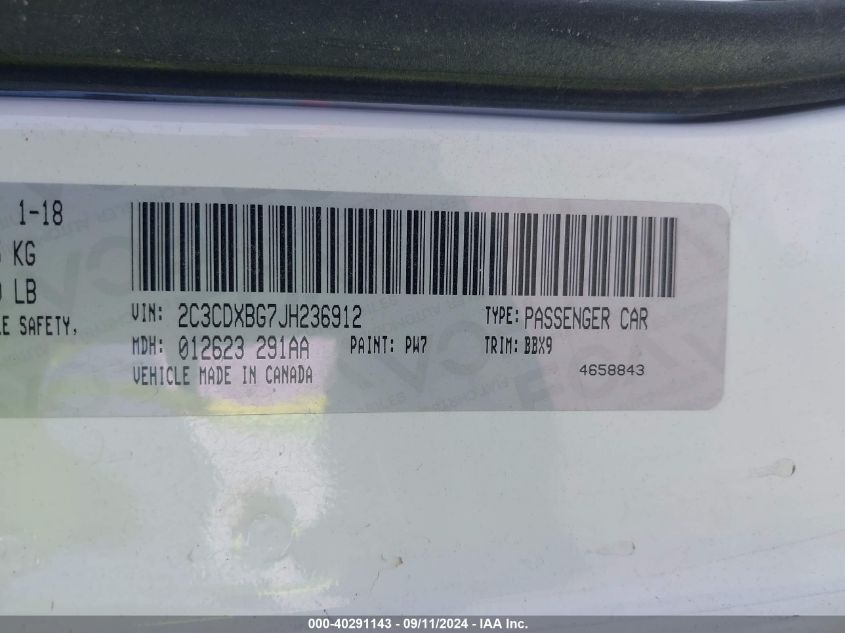 1-18
KG
LB
SAFETY,
VIN: 2C3CDXBG7JH236912 TYPE: PASSENGER CAR
MDH: 012623 291AA PAINT: PW7 TRIM: BBX9
VEHICLE MADE IN CANADA 4658843
000-40291143 - 09/11/2024 - IAA Inc.